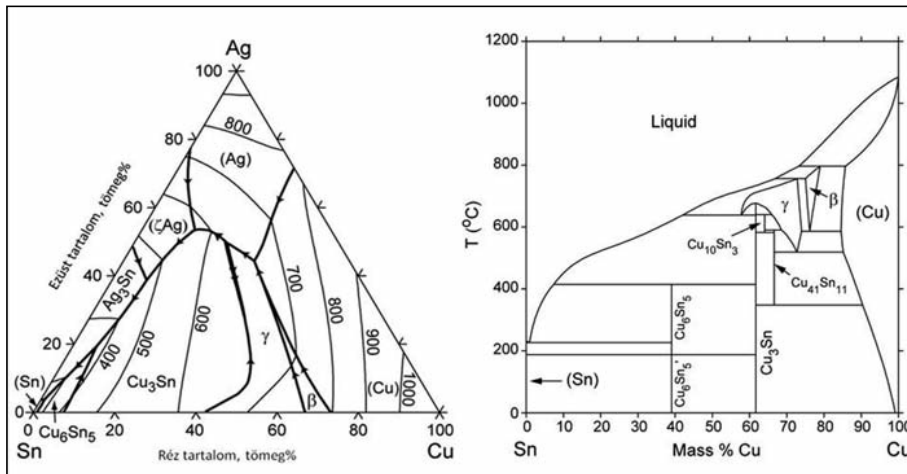 Ag
100
80
60
40
20
0
Ezüst tartalom, tömeg%
800
(Ag)
(ζAg)
Ag₃Sn
700
800
900
1000
600
500
400
Cu₃Sn
γ
β
(Cu)
(Sn)
Cu₆Sn₅
0
20
40
60
80
100
Sn
Réz tartalom, tömeg%
Cu
1200
1000
800
600
400
200
0
T (°C)
Liquid
γ
β
(Cu)
Cu₁₀Sn₃
Cu₄₁Sn₁₁
Cu₆Sn₅
Cu₆Sn₅'
Cu₃Sn
(Sn)
0
10
20
30
40
50
60
70
80
90
100
Sn
Mass % Cu
Cu